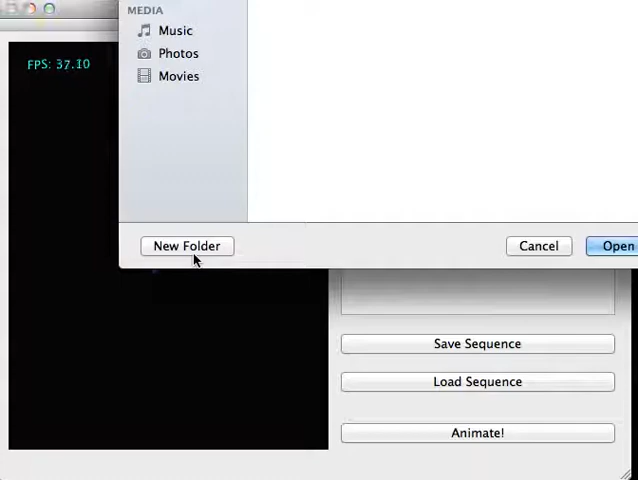 MEDIA
Music
FPS: 37.10
Photos
Movies
New Folder
Cancel
Open
Save Sequence
Load Sequence
Animate!